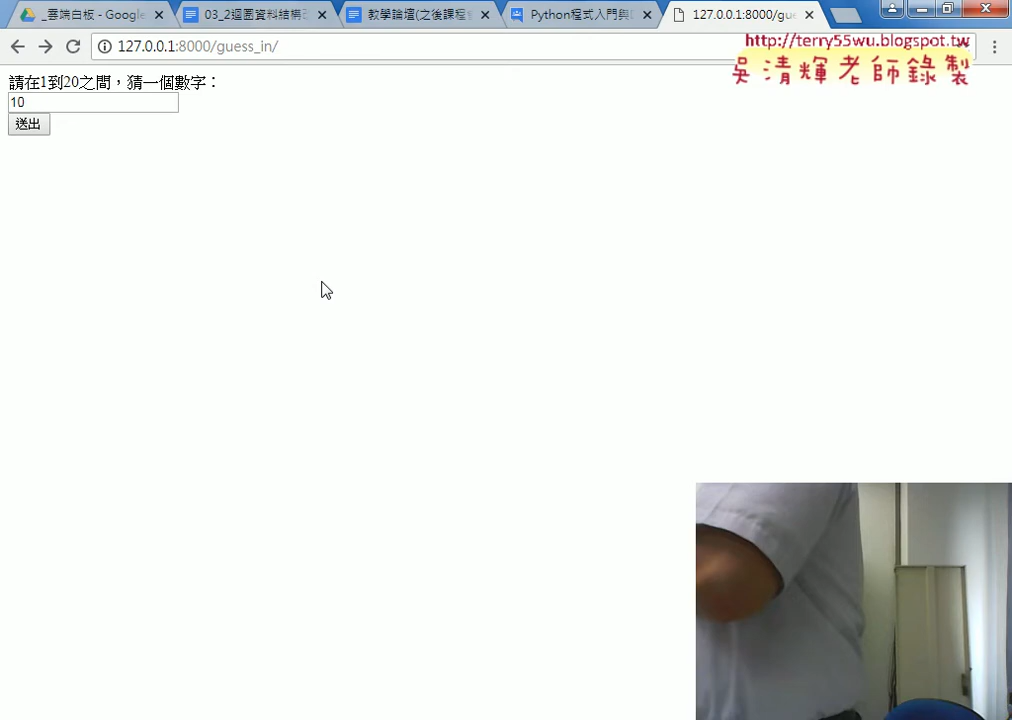 _雲端白板 - Google
03_2迴圈資料結構
教學論壇(之後課程
Python程式入門與
127.0.0.1:8000/gue
127.0.0.1:8000/guess_in/
http://terry55wu.blogspot.tw
吳清輝老師錄製
請在1到20之間，猜一個數字：
10
送出